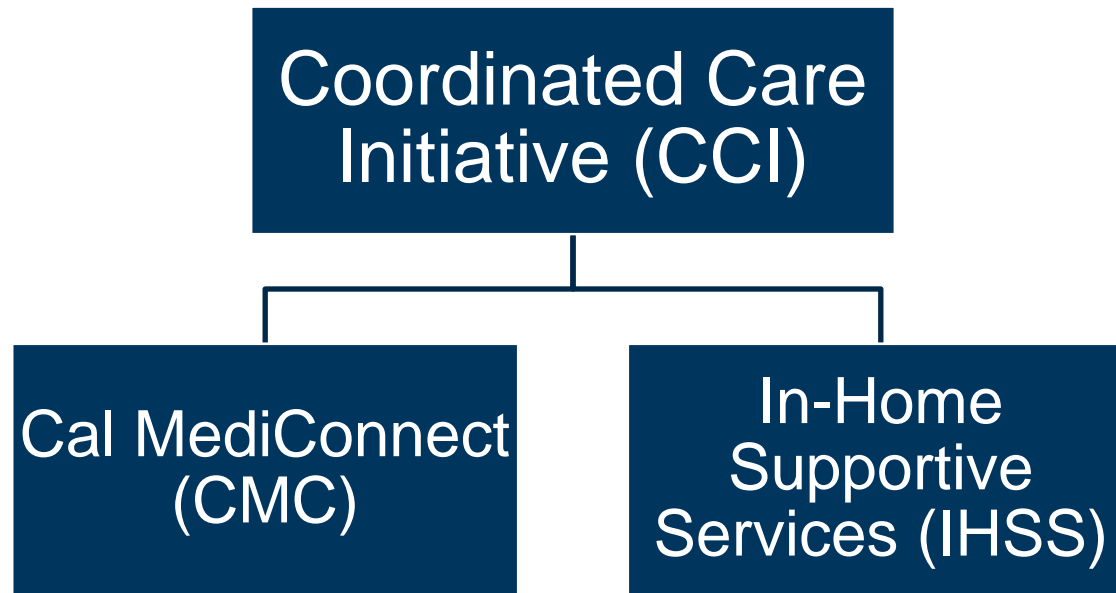 Coordinated Care
Initiative (CCI)
Cal MediConnect
(CMC)
In-Home
Supportive
Services (IHSS)